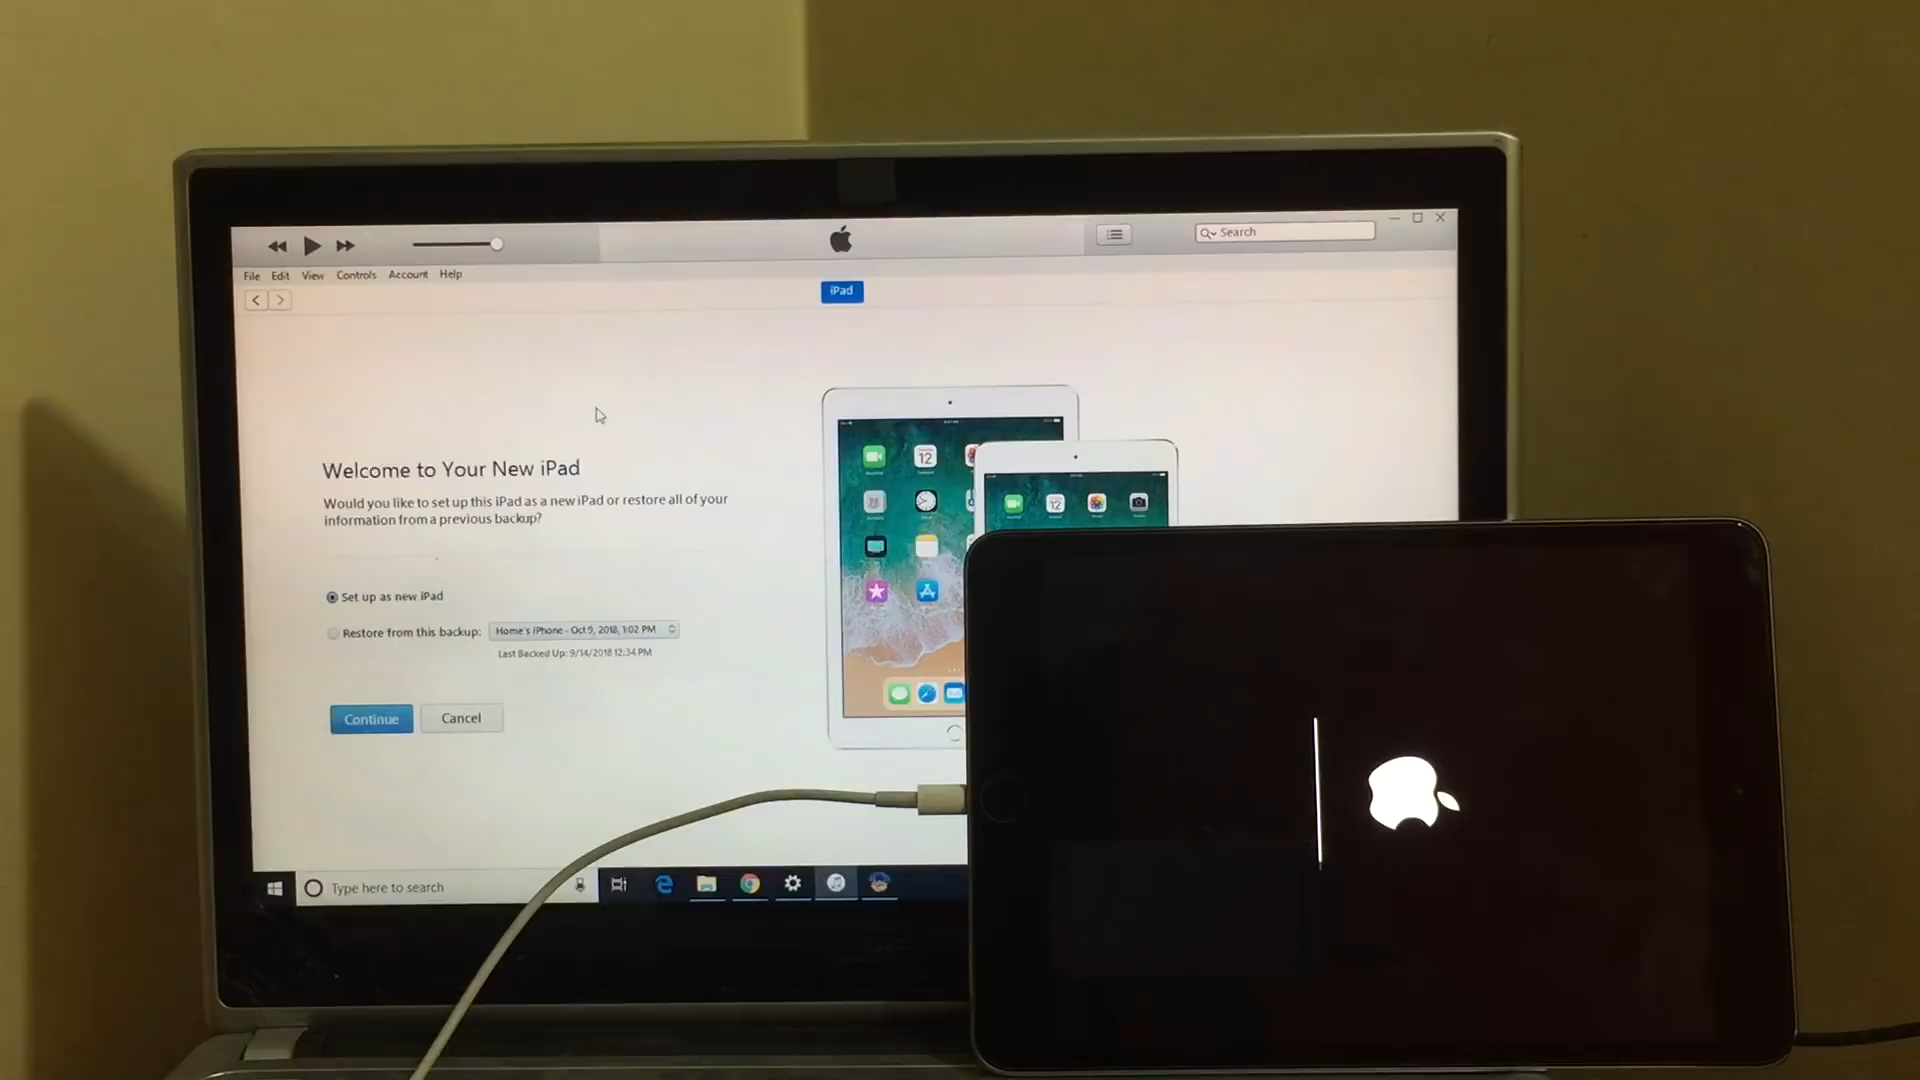 Search
File Edit View Controls Account Help
iPad
Welcome to Your New iPad
Would you like to set up this iPad as a new iPad or restore all of your
information from a previous backup?
Set up as new iPad
Restore from this backup: Home's iPhone - Oct 9, 2018, 1:02 PM
Last Backed Up: 9/14/2018 12:34 PM
Continue Cancel
12
12
Type here to search